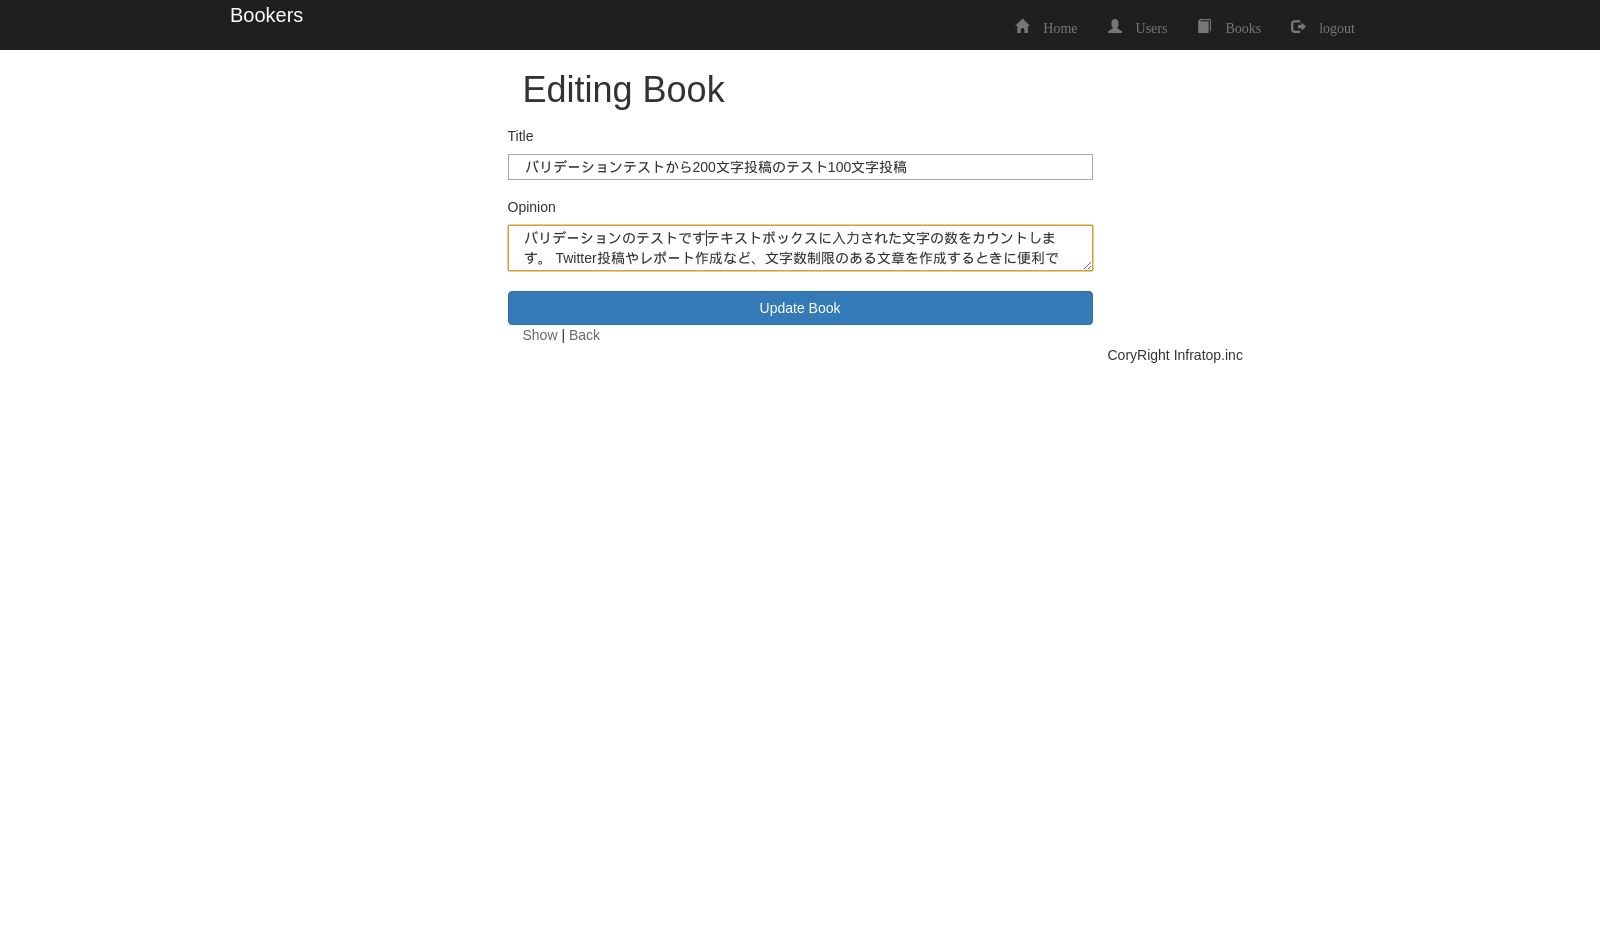 Bookers
Home Users Books logout
Editing Book
Title
バリデーションテストから200文字投稿のテスト100文字投稿
Opinion
バリデーションのテストですテキストボックスに入力された文字の数をカウントしま
す。 Twitter投稿やレポート作成など、文字数制限のある文章を作成するときに便利で
Update Book
Show | Back
CoryRight Infratop.inc